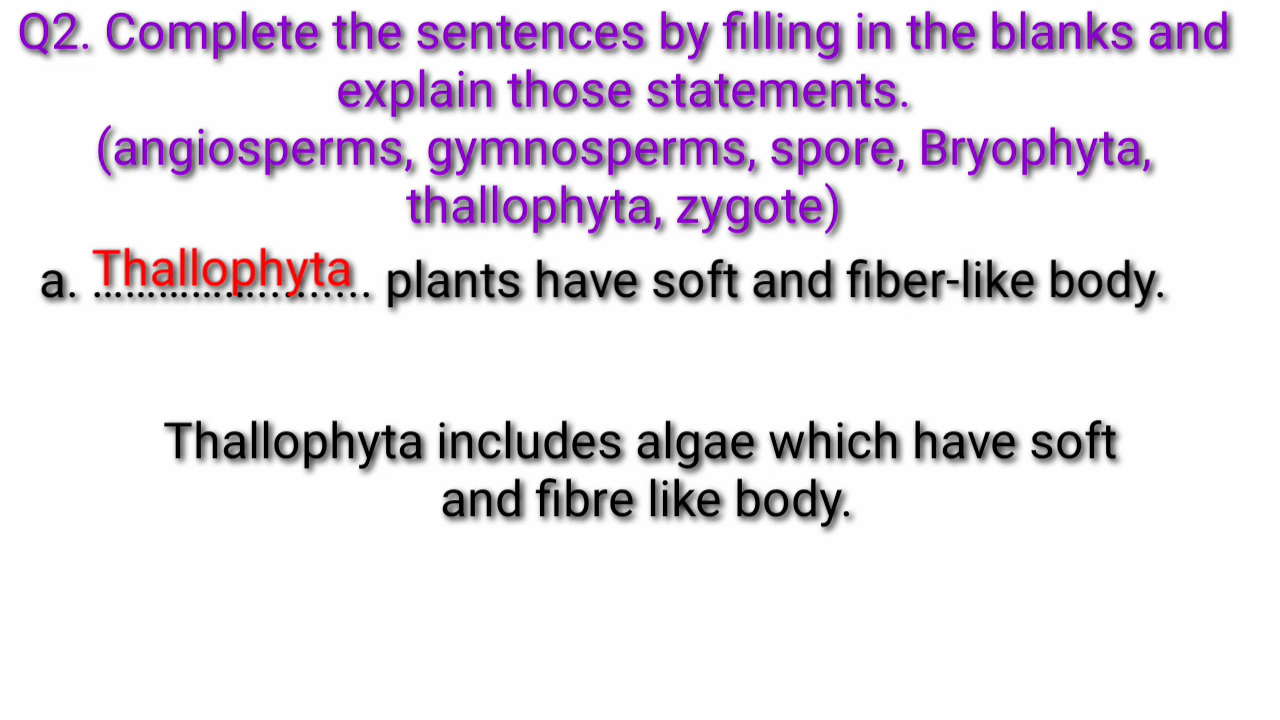 Q2. Complete the sentences by filling in the blanks and
explain those statements.
(angiosperms, gymnosperms, spore, Bryophyta,
thallophyta, zygote)
a. Thallophyta.................. plants have soft and fiber-like body.
Thallophyta includes algae which have soft
and fibre like body.